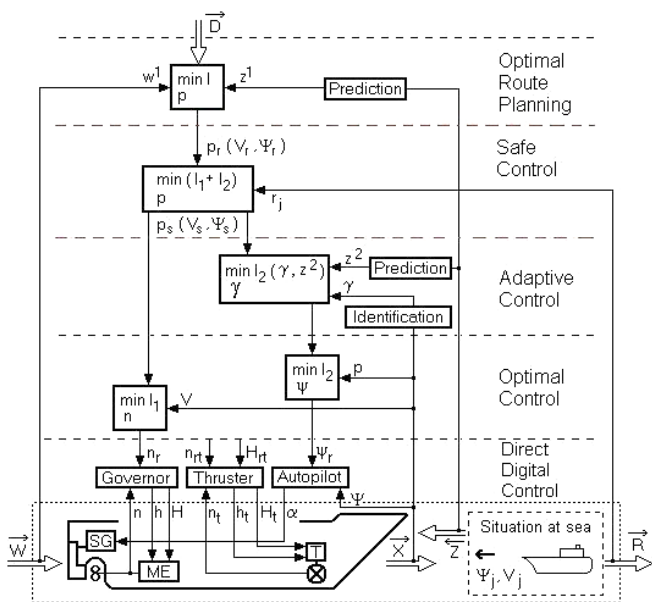 D
w¹ min I p z¹ Prediction
Optimal
Route
Planning
pᵣ (Vᵣ, Ψᵣ)
Safe
Control
min (I₁ + I₂)
p
rⱼ
pₛ (Vₛ, Ψₛ)
min I₂ (γ, z²)
γ
z² Prediction
γ
Identification
Adaptive
Control
min I₂
ψ
p
min I₁
n
V
Optimal
Control
nᵣ nᵣₜ Hᵣₜ Ψᵣ
Direct
Digital
Control
Governor Thruster Autopilot
n h H nₜ hₜ Hₜ α Ψ
W
SG
ME
T
X
Z
Situation at sea
Ψⱼ, Vⱼ
R